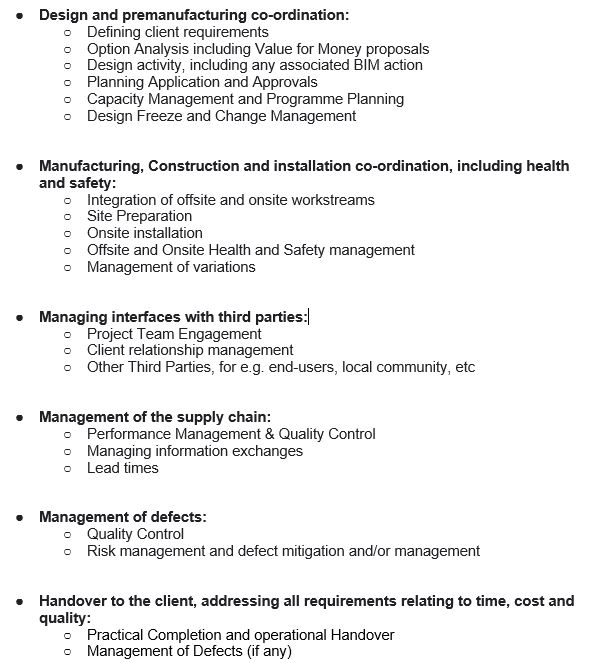 ● Design and premanufacturing co-ordination:
○ Defining client requirements
○ Option Analysis including Value for Money proposals
○ Design activity, including any associated BIM action
○ Planning Application and Approvals
○ Capacity Management and Programme Planning
○ Design Freeze and Change Management
● Manufacturing, Construction and installation co-ordination, including health
and safety:
○ Integration of offsite and onsite workstreams
○ Site Preparation
○ Onsite installation
○ Offsite and Onsite Health and Safety management
○ Management of variations
● Managing interfaces with third parties:
○ Project Team Engagement
○ Client relationship management
○ Other Third Parties, for e.g. end-users, local community, etc
● Management of the supply chain:
○ Performance Management & Quality Control
○ Managing information exchanges
○ Lead times
● Management of defects:
○ Quality Control
○ Risk management and defect mitigation and/or management
● Handover to the client, addressing all requirements relating to time, cost and
quality:
○ Practical Completion and operational Handover
○ Management of Defects (if any)